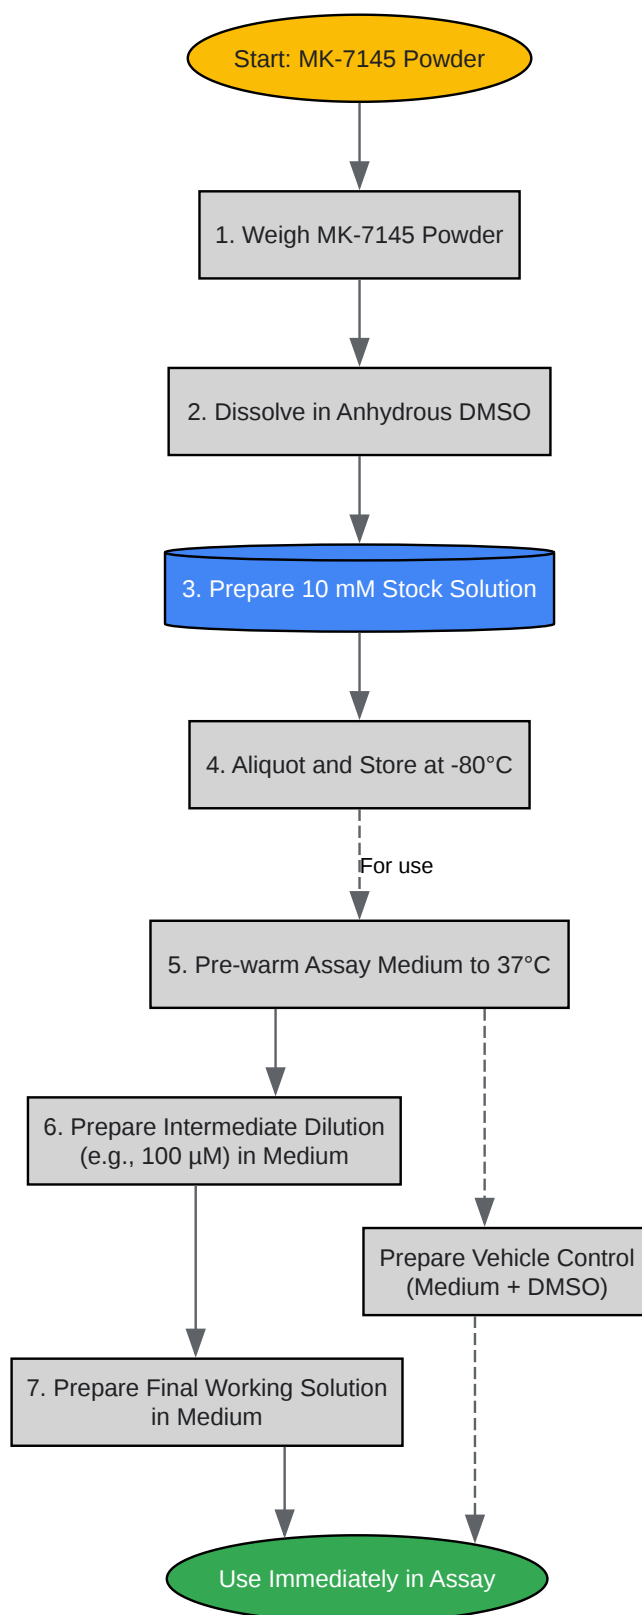 Start: MK-7145 Powder
1. Weigh MK-7145 Powder
2. Dissolve in Anhydrous DMSO
3. Prepare 10 mM Stock Solution
4. Aliquot and Store at -80°C
For use
5. Pre-warm Assay Medium to 37°C
6. Prepare Intermediate Dilution
(e.g., 100 µM) in Medium
Prepare Vehicle Control
(Medium + DMSO)
7. Prepare Final Working Solution
in Medium
Use Immediately in Assay